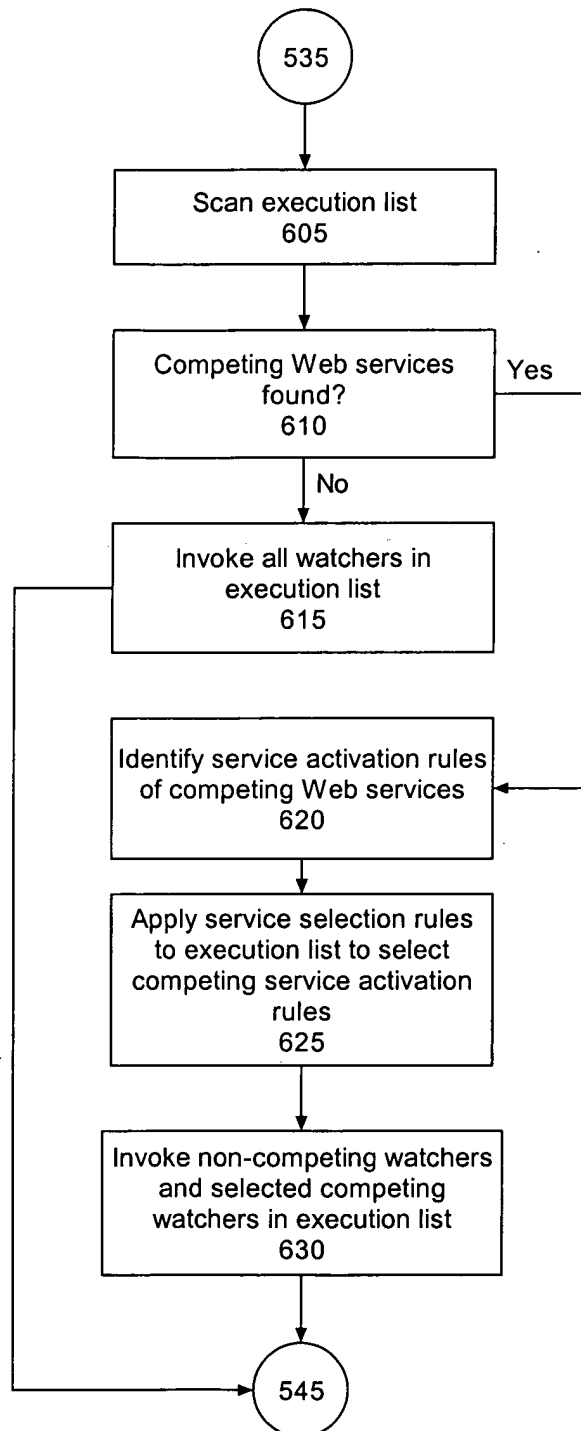 535
Scan execution list
605
Competing Web services
found?
610
Yes
No
Invoke all watchers in
execution list
615
Identify service activation rules
of competing Web services
620
Apply service selection rules
to execution list to select
competing service activation
rules
625
Invoke non-competing watchers
and selected competing
watchers in execution list
630
545